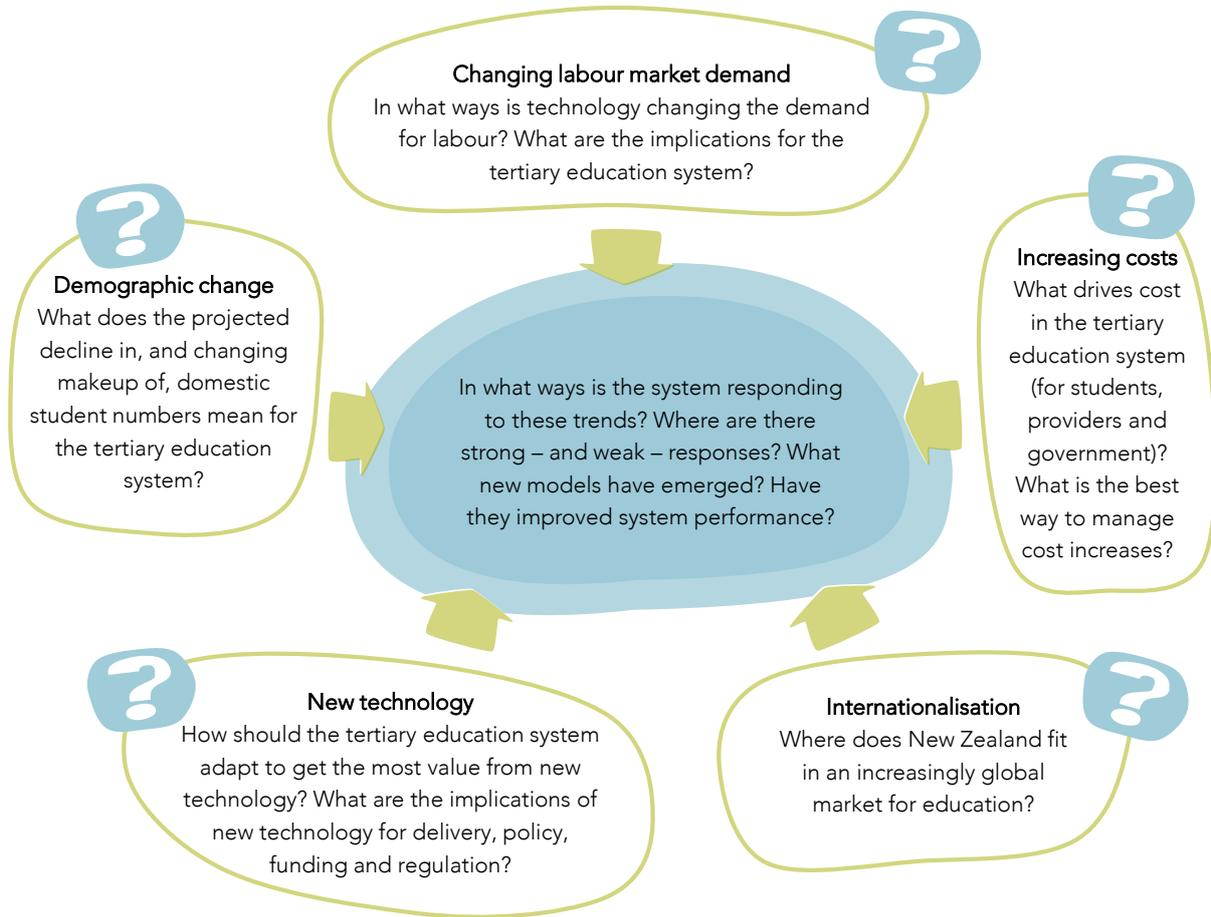 ?
Changing labour market demand
In what ways is technology changing the demand
for labour? What are the implications for the
tertiary education system?
?
Demographic change
What does the projected
decline in, and changing
makeup of, domestic
student numbers mean for
the tertiary education
system?
?
Increasing costs
What drives cost
in the tertiary
education system
(for students,
providers and
government)?
What is the best
way to manage
cost increases?
In what ways is the system responding
to these trends? Where are there
strong – and weak – responses? What
new models have emerged? Have
they improved system performance?
?
New technology
How should the tertiary education system
adapt to get the most value from new
technology? What are the implications of
new technology for delivery, policy,
funding and regulation?
?
Internationalisation
Where does New Zealand fit
in an increasingly global
market for education?